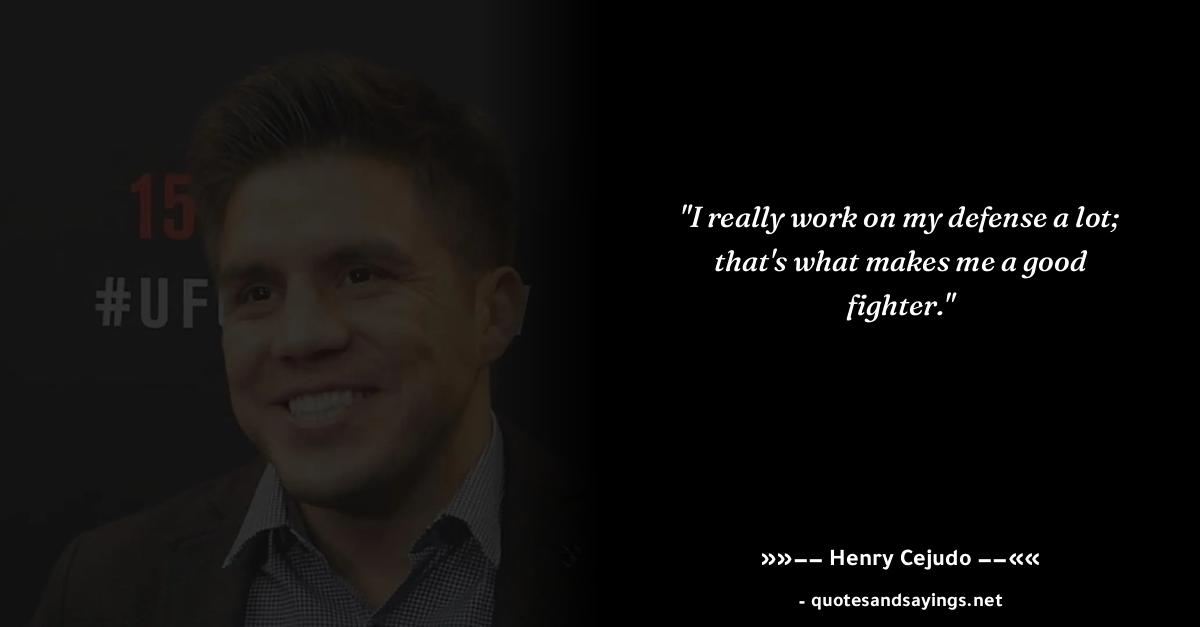 15
#UF
"I really work on my defense a lot;
that's what makes me a good
fighter."
»»–– Henry Cejudo ––««
- quotesandsayings.net